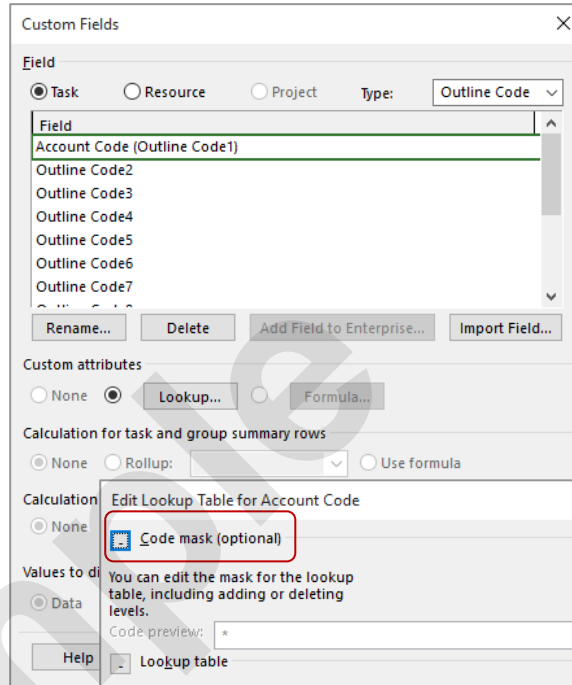 Custom Fields
Field
Task Resource Project Type: Outline Code
Field
Account Code (Outline Code1)
Outline Code2
Outline Code3
Outline Code4
Outline Code5
Outline Code6
Outline Code7
Rename... Delete Add Field to Enterprise... Import Field...
Custom attributes
None Lookup... Formula...
Calculation for task and group summary rows
None Rollup: Use formula
Calculation
None
Values to di
Data
Help
Edit Lookup Table for Account Code
- Code mask (optional)
You can edit the mask for the lookup
table, including adding or deleting
levels.
Code preview: *
- Lookup table